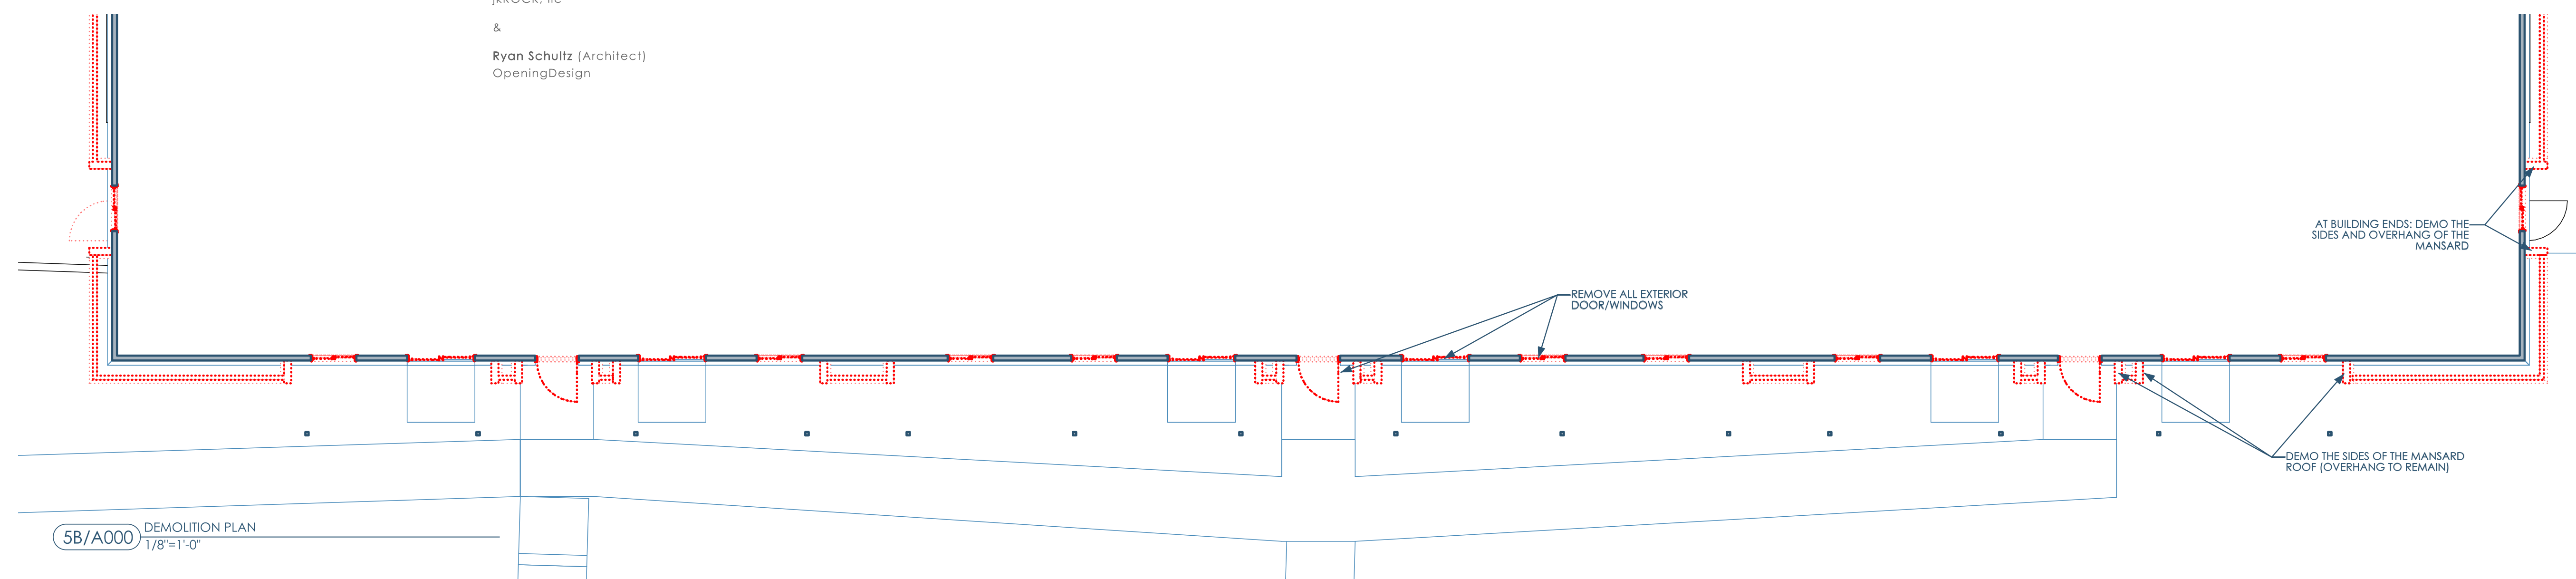 jkROCK, llc
&
Ryan Schultz (Architect)
OpeningDesign
AT BUILDING ENDS: DEMO THE
SIDES AND OVERHANG OF THE
MANSARD
REMOVE ALL EXTERIOR
DOOR/WINDOWS
DEMO THE SIDES OF THE MANSARD
ROOF (OVERHANG TO REMAIN)
5B/A000
DEMOLITION PLAN
1/8"=1'-0"